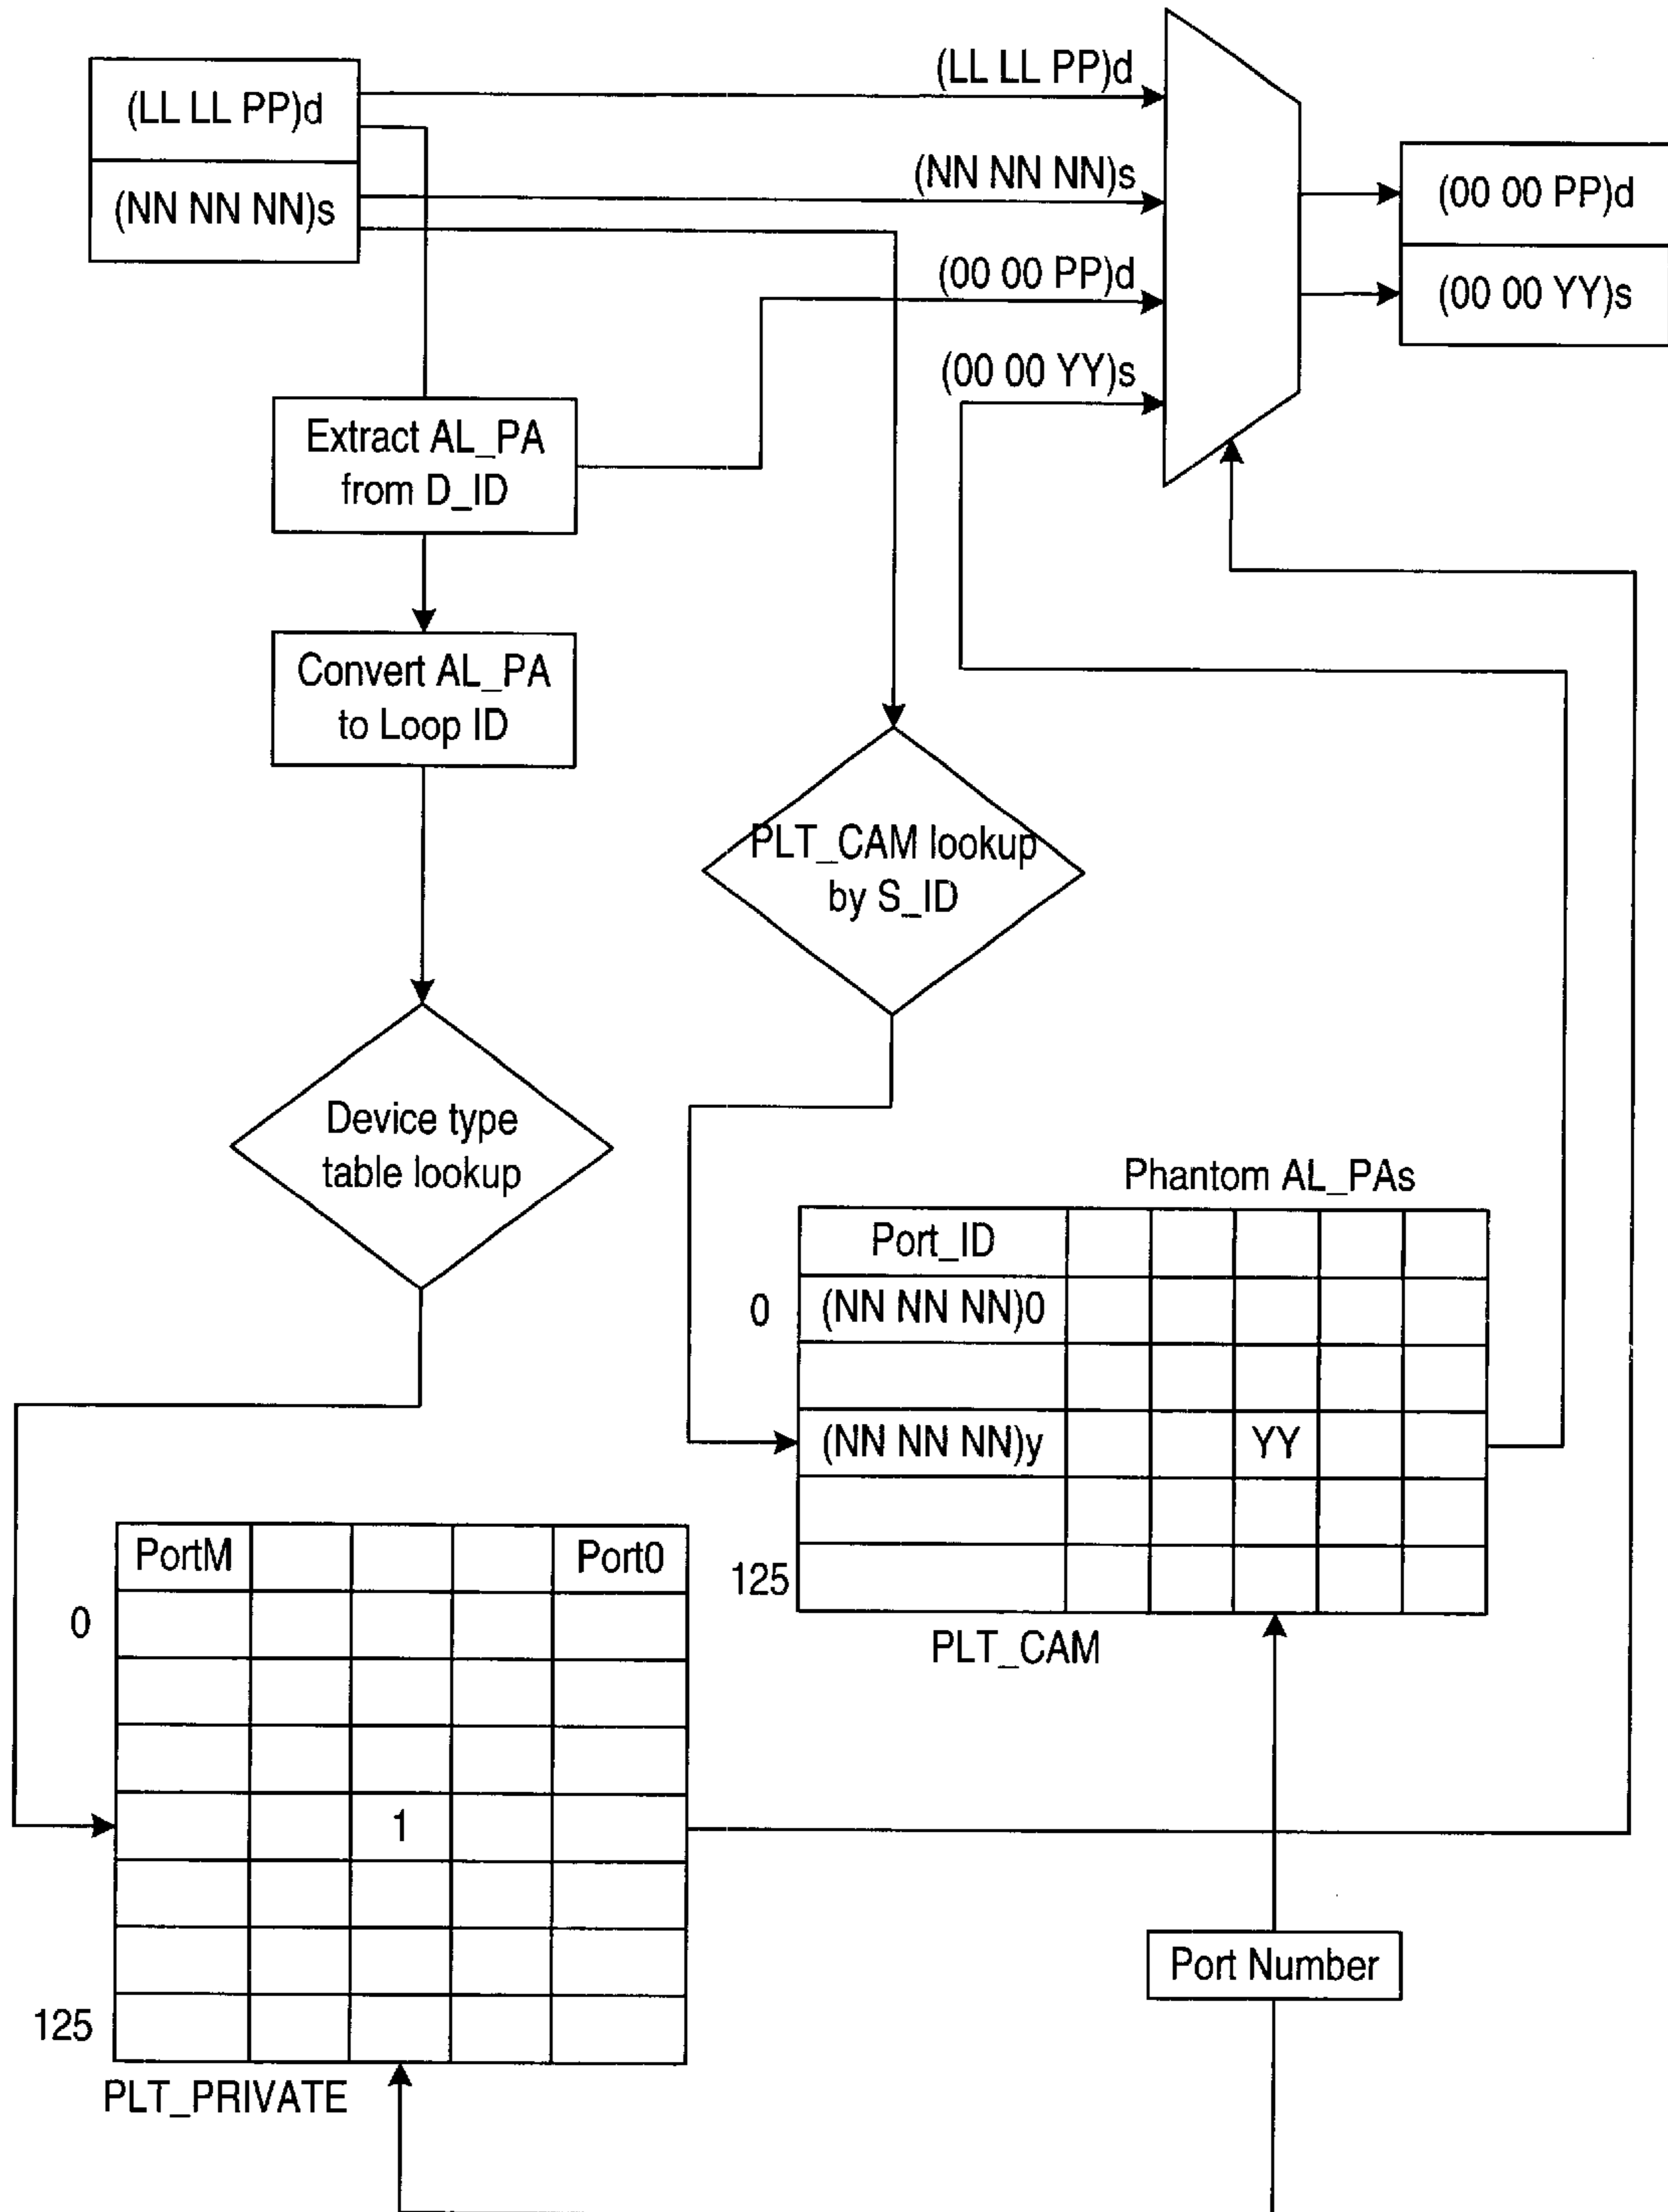 (LL LL PP)d
(NN NN NN)s
(LL LL PP)d
(NN NN NN)s
(00 00 PP)d
(00 00 YY)s
(00 00 PP)d
(00 00 YY)s
Extract AL_PA
from D_ID
Convert AL_PA
to Loop ID
PLT_CAM lookup
by S_ID
Device type
table lookup
Phantom AL_PAs
Port_ID
0 (NN NN NN)0
(NN NN NN)y YY
125
PLT_CAM
PortM Port0
0
1
125
PLT_PRIVATE
Port Number